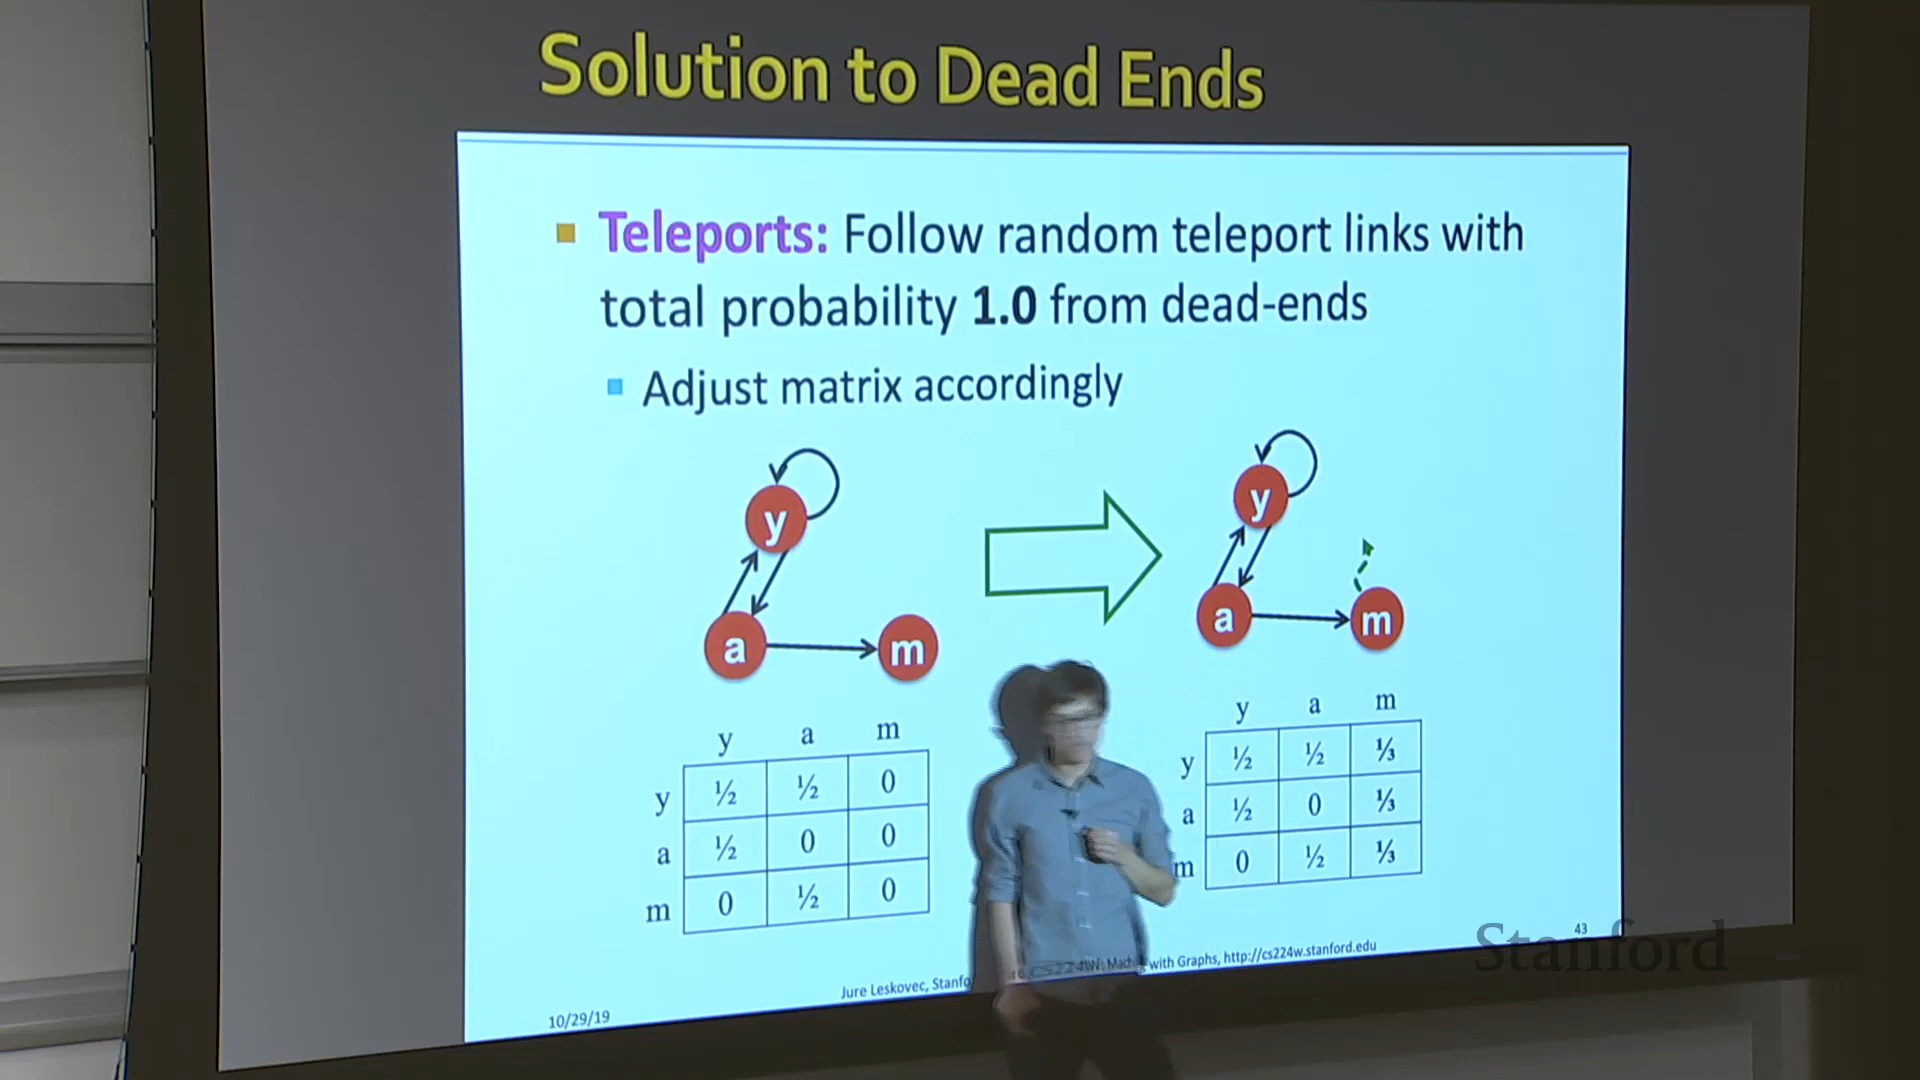 Solution to Dead Ends
Teleports: Follow random teleport links with
total probability 1.0 from dead-ends
Adjust matrix accordingly
y
a
m
y
a
m
y a m
y ½ ½ 0
a ½ 0 0
m 0 ½ 0
y a m
y ½ ½ ⅓
a ½ 0 ⅓
m 0 ½ ⅓
10/29/19
Jure Leskovec, CS224W: with Graphs, http://cs224w.stanford.edu
43
Stanford